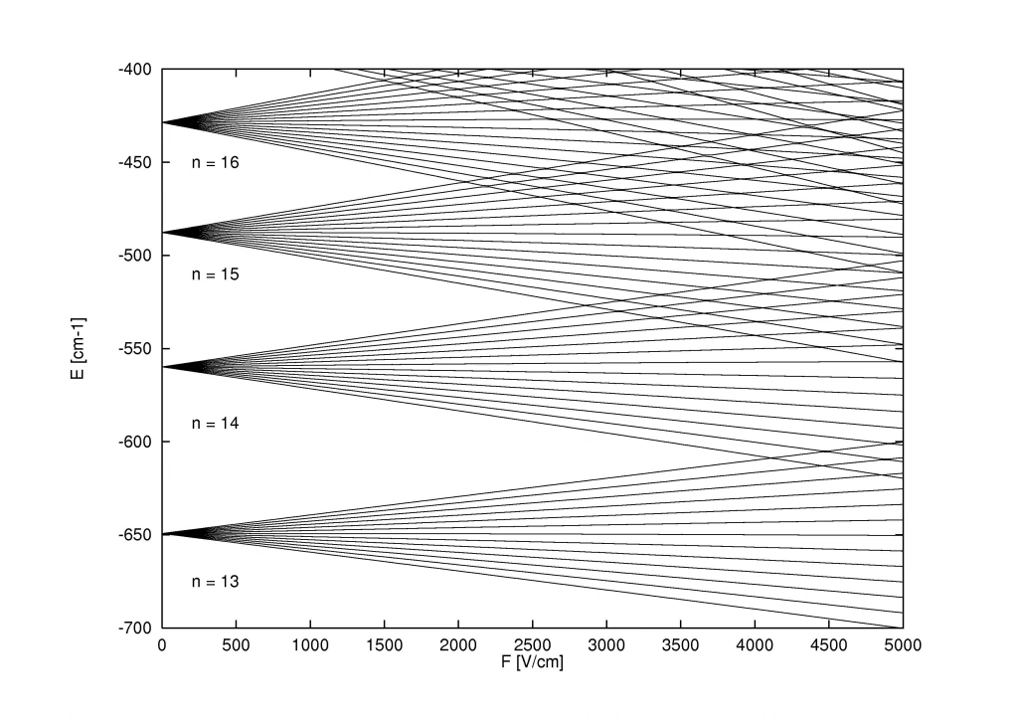 -400
-450
n = 16
-500
n = 15
-550
E [cm-1]
n = 14
-600
-650
n = 13
-700
0 500 1000 1500 2000 2500 3000 3500 4000 4500 5000
F [V/cm]